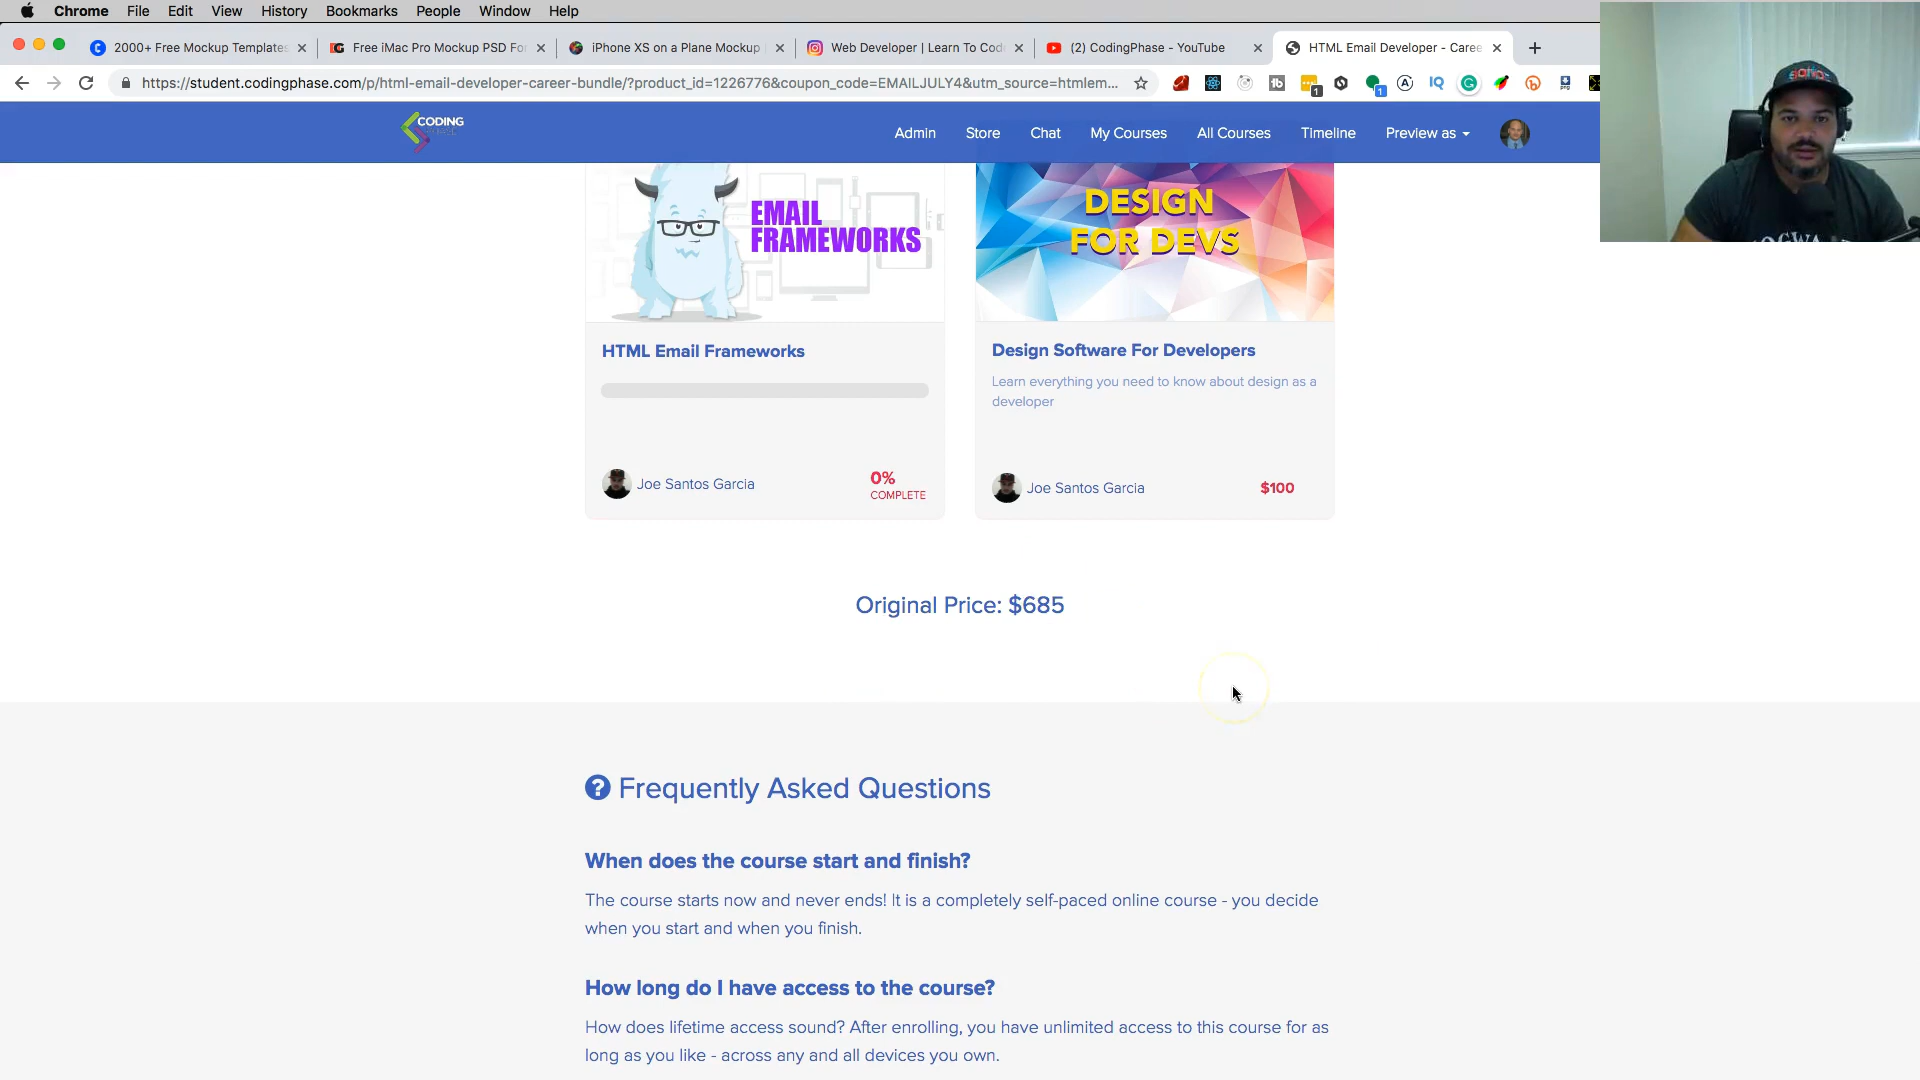 Chrome File Edit View History Bookmarks People Window Help
2000+ Free Mockup Templates
Free iMac Pro Mockup PSD For
iPhone XS on a Plane Mockup
Web Developer | Learn To Cod
(2) CodingPhase - YouTube
HTML Email Developer - Caree
https://student.codingphase.com/p/html-email-developer-career-bundle/?product_id=1226776&coupon_code=EMAILJULY4&utm_source=htmlem...
CODING
Admin Store Chat My Courses All Courses Timeline Preview as
EMAIL
FRAMEWORKS
DESIGN
FOR DEVS
HTML Email Frameworks
Joe Santos Garcia
0%
COMPLETE
Design Software For Developers
Learn everything you need to know about design as a
developer
Joe Santos Garcia
$100
Original Price: $685
Frequently Asked Questions
When does the course start and finish?
The course starts now and never ends! It is a completely self-paced online course - you decide
when you start and when you finish.
How long do I have access to the course?
How does lifetime access sound? After enrolling, you have unlimited access to this course for as
long as you like - across any and all devices you own.